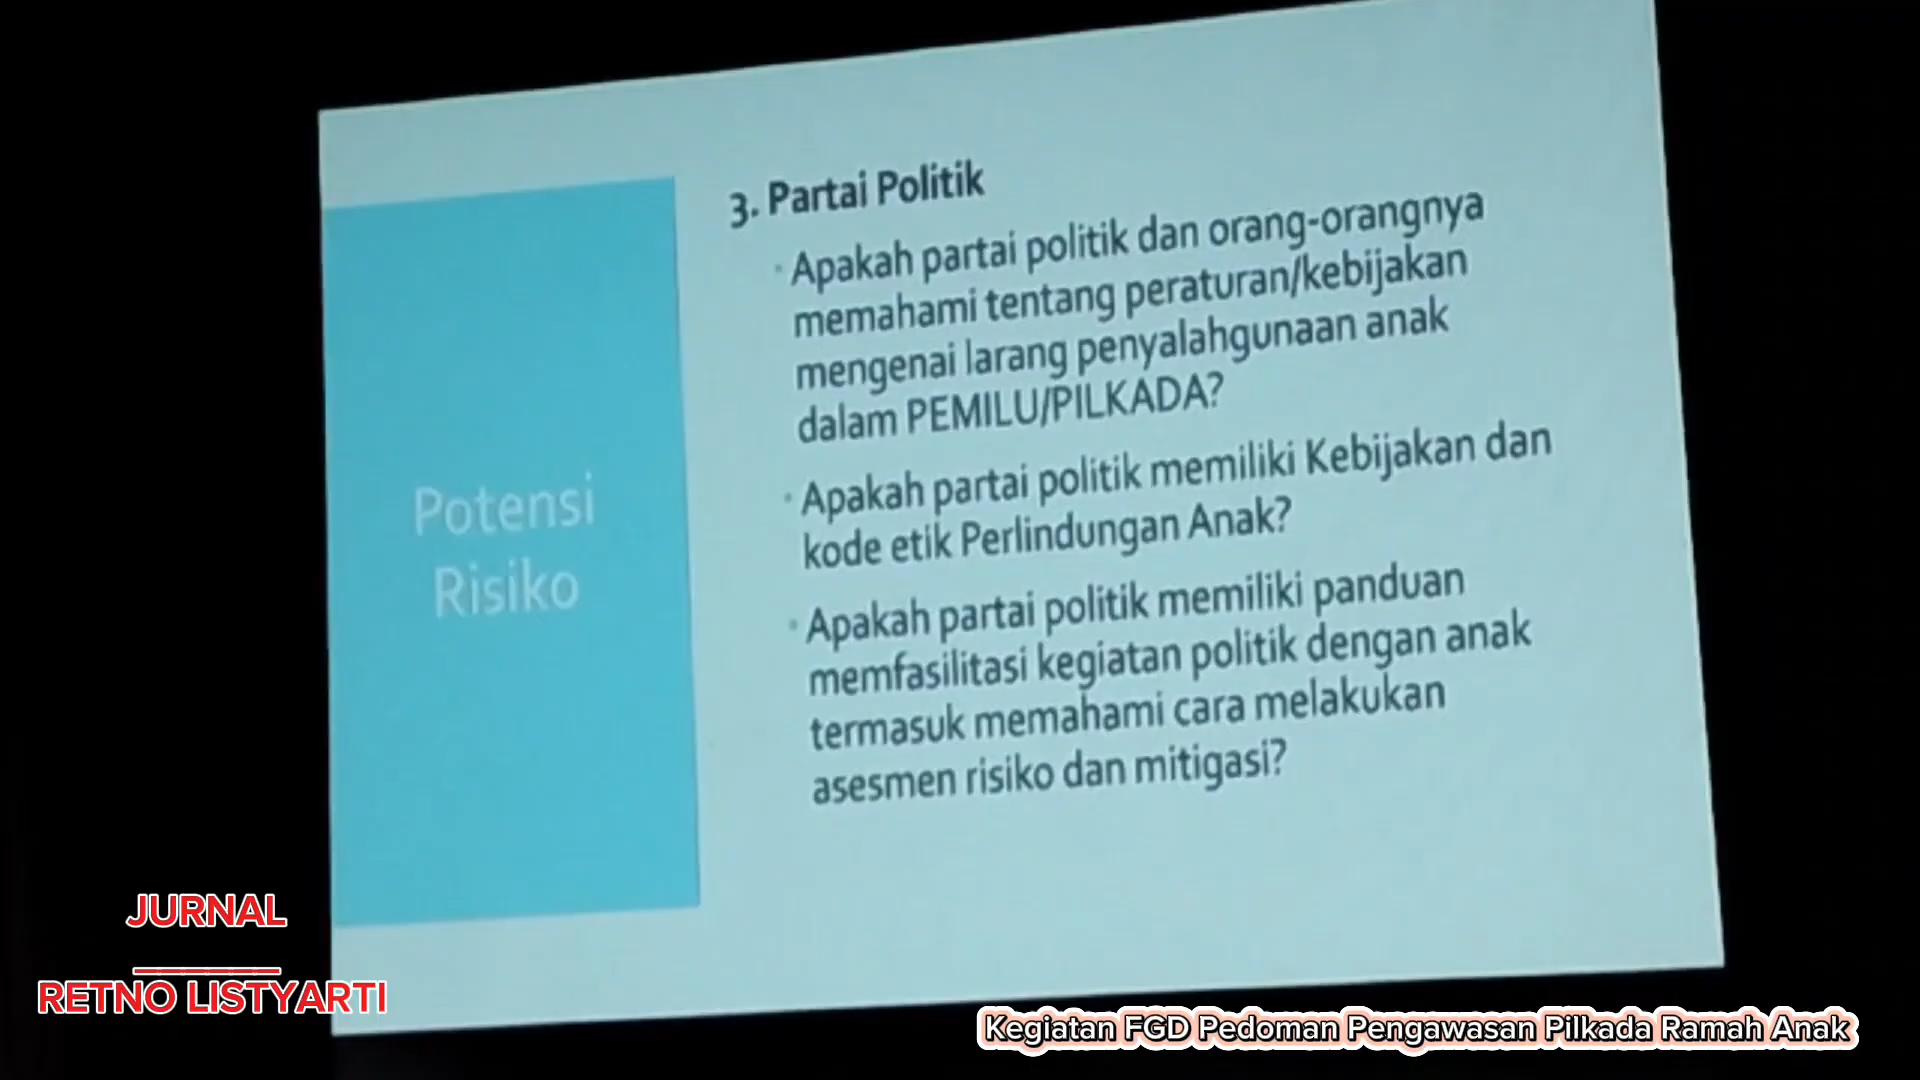 Potensi
Risiko
3. Partai Politik
Apakah partai politik dan orang-orangnya
memahami tentang peraturan/kebijakan
mengenai larang penyalahgunaan anak
dalam PEMILU/PILKADA?
Apakah partai politik memiliki Kebijakan dan
kode etik Perlindungan Anak?
Apakah partai politik memiliki panduan
memfasilitasi kegiatan politik dengan anak
termasuk memahami cara melakukan
asesmen risiko dan mitigasi?
JURNAL
RETNO LISTYARTI
Kegiatan FGD Pedoman Pengawasan Pilkada Ramah Anak